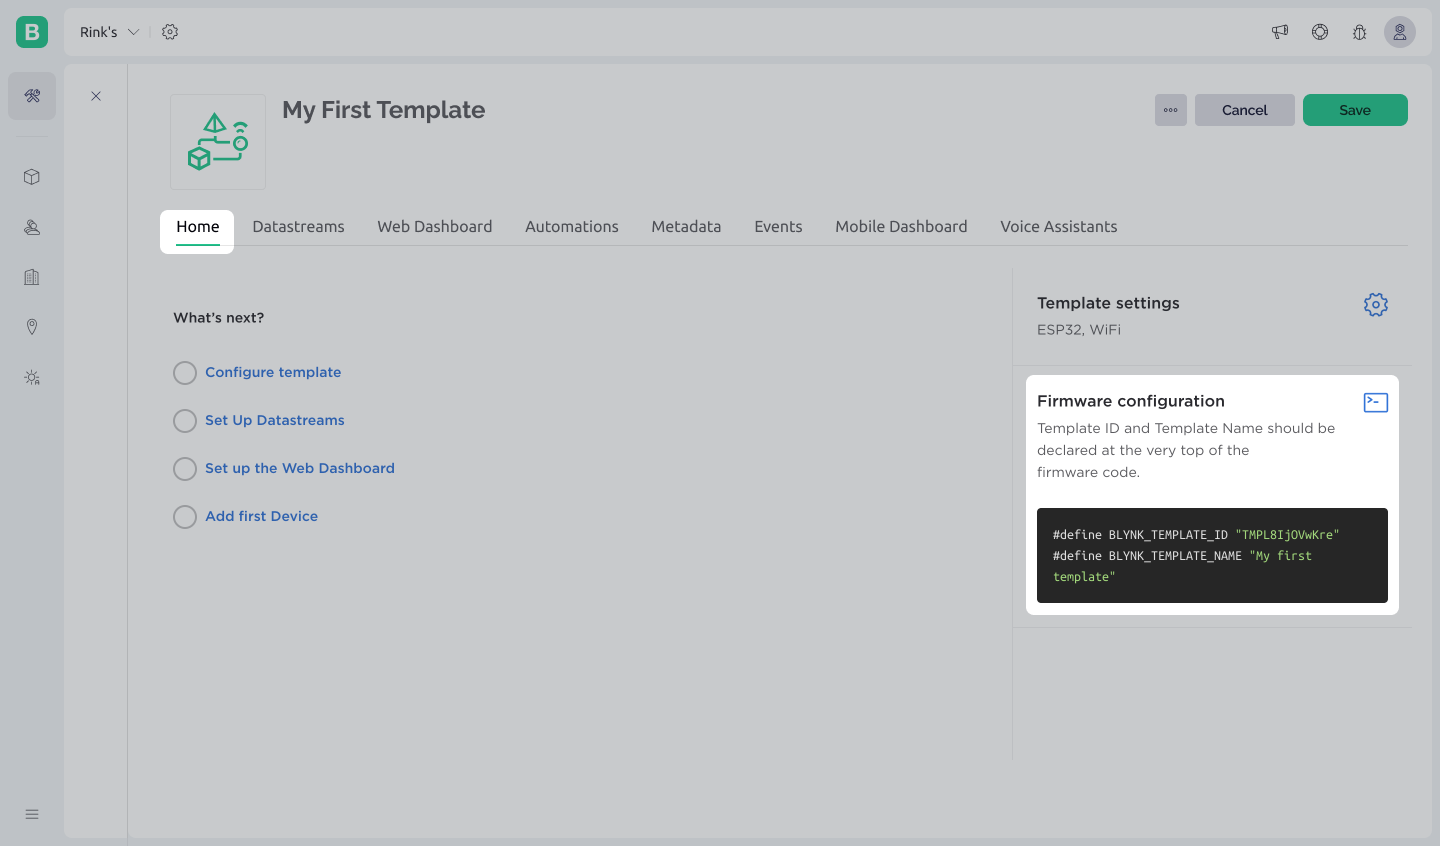 B
Rink's
My First Template
Cancel
Save
Home
Datastreams
Web Dashboard
Automations
Metadata
Events
Mobile Dashboard
Voice Assistants
What's next?
Configure template
Set Up Datastreams
Set up the Web Dashboard
Add first Device
Template settings
ESP32, WiFi
Firmware configuration
Template ID and Template Name should be
declared at the very top of the
firmware code.
#define BLYNK_TEMPLATE_ID "TMPL8IjOVwKre"
#define BLYNK_TEMPLATE_NAME "My first
template"